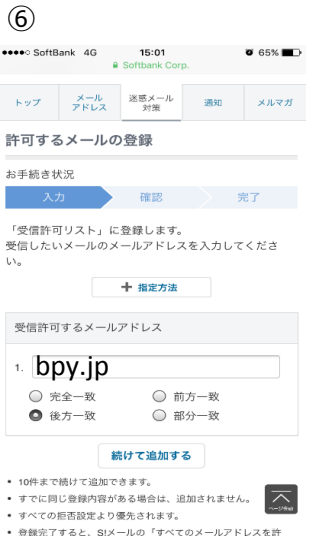 ⑥
●●●●○ SoftBank 4G 15:01 65%
Softbank Corp.
トップ
メール
アドレス
迷惑メール
対策
通知
メルマガ
許可するメールの登録
お手続き状況
入力 確認 完了
「受信許可リスト」に登録します。
受信したいメールのメールアドレスを入力してくださ
い。
+ 指定方法
受信許可するメールアドレス
1. bpy.jp
完全一致 前方一致
後方一致 部分一致
続けて追加する
• 10件まで続けて追加できます。
• すでに同じ登録内容がある場合は、追加されません。
• すべての拒否設定より優先されます。
• 登録完了すると、S!メールの「すべてのメールアドレスを許